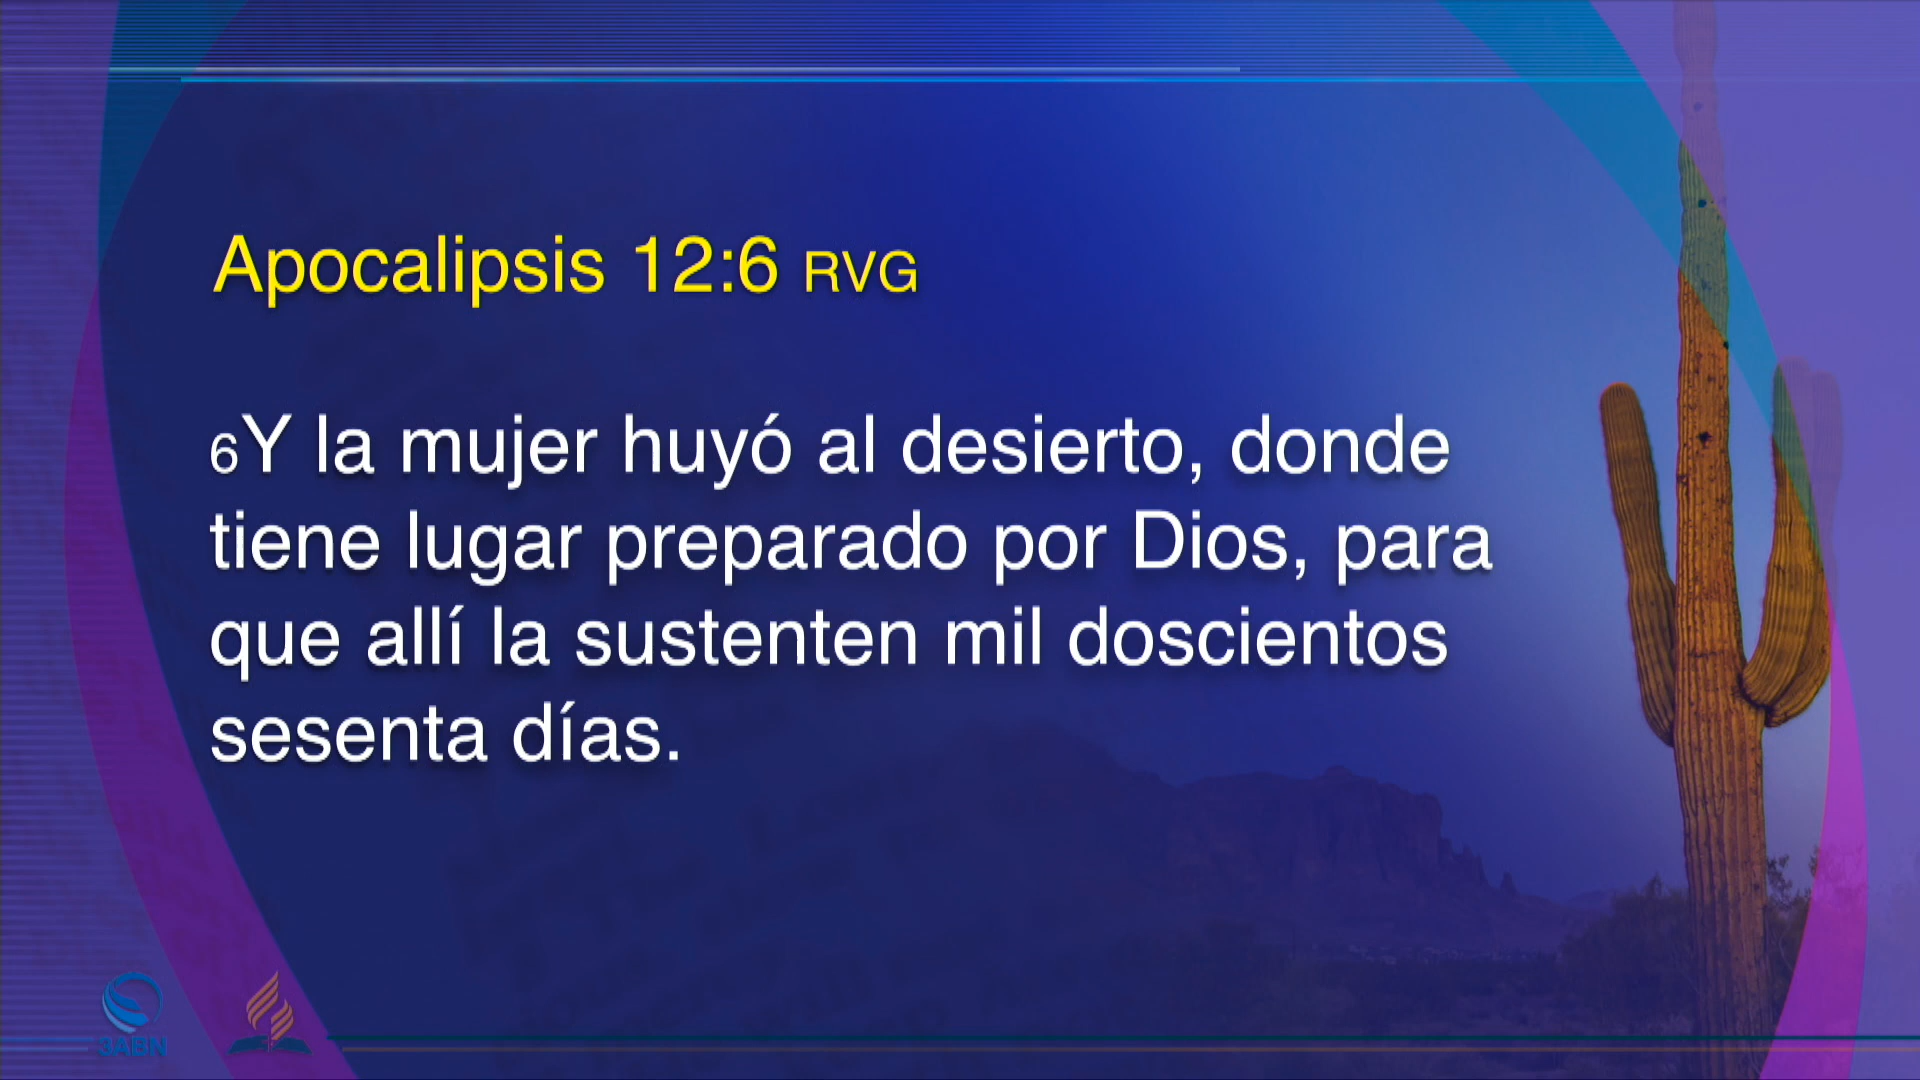 Apocalipsis 12:6 RVG
6Y la mujer huyó al desierto, donde
tiene lugar preparado por Dios, para
que allí la sustenten mil doscientos
sesenta días.
3ABN